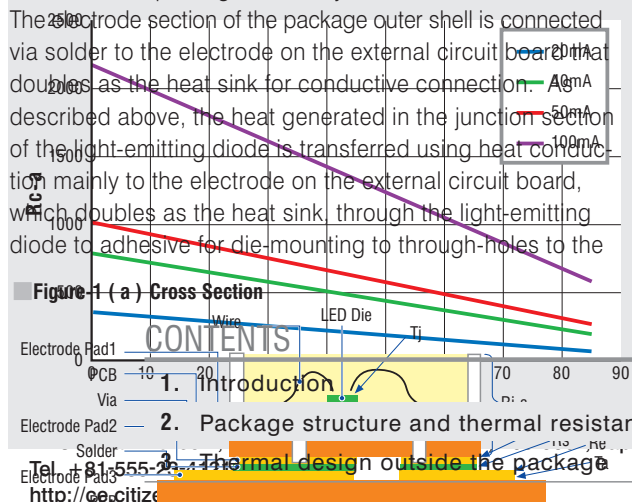 The electrode section of the package outer shell is connected
via solder to the electrode on the external circuit board that
doubles as the heat sink for conductive connection. As
described above, the heat generated in the junction section
of the light-emitting diode is transferred using heat conduc-
tion mainly to the electrode on the external circuit board,
which doubles as the heat sink, through the light-emitting
diode to adhesive for die-mounting to through-holes to the
2500
2000
1500
1000
500
0
Rc-a
20mA
40mA
50mA
100mA
0 10 20 70 80 90
Figure-1 ( a ) Cross Section
Wire
LED Die
Tj
Electrode Pad1
PCB
Via
Electrode Pad2
Solder
Electrode Pad3
CONTENTS
1. Introduction
2. Package structure and thermal resistan
3. Thermal design outside the package
Tel. +81-555-23-4121
http://ce.citize